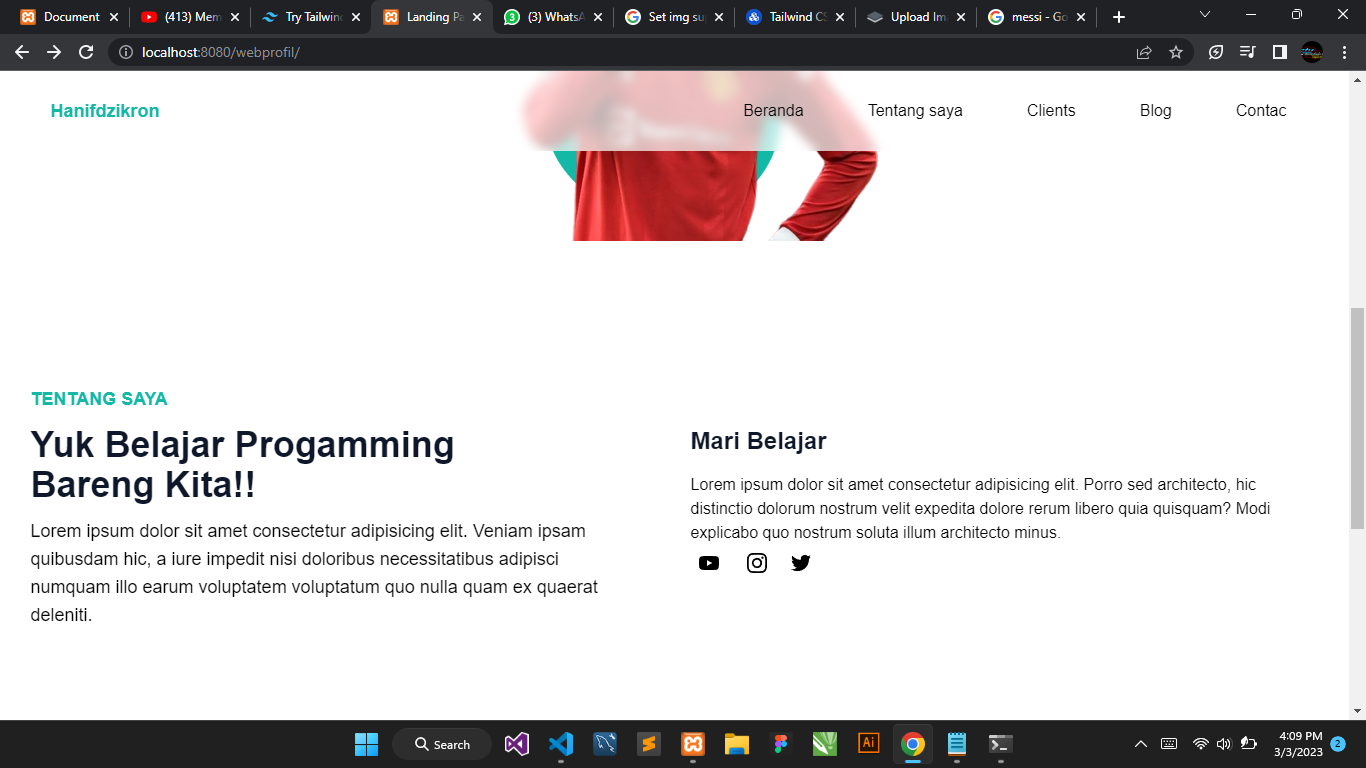 Document
(413) Mem
Try Tailwin
Landing Pa
(3) WhatsA
Set img su
Tailwind CS
Upload Im
messi - Go
localhost:8080/webprofil/
Hanifdzikron
Beranda
Tentang saya
Clients
Blog
Contac
TENTANG SAYA
Yuk Belajar Progamming
Bareng Kita!!
Lorem ipsum dolor sit amet consectetur adipisicing elit. Veniam ipsam
quibusdam hic, a iure impedit nisi doloribus necessitatibus adipisci
numquam illo earum voluptatem voluptatum quo nulla quam ex quaerat
deleniti.
Mari Belajar
Lorem ipsum dolor sit amet consectetur adipisicing elit. Porro sed architecto, hic
distinctio dolorum nostrum velit expedita dolore rerum libero quia quisquam? Modi
explicabo quo nostrum soluta illum architecto minus.
Search
Ai
4:09 PM
3/3/2023
2